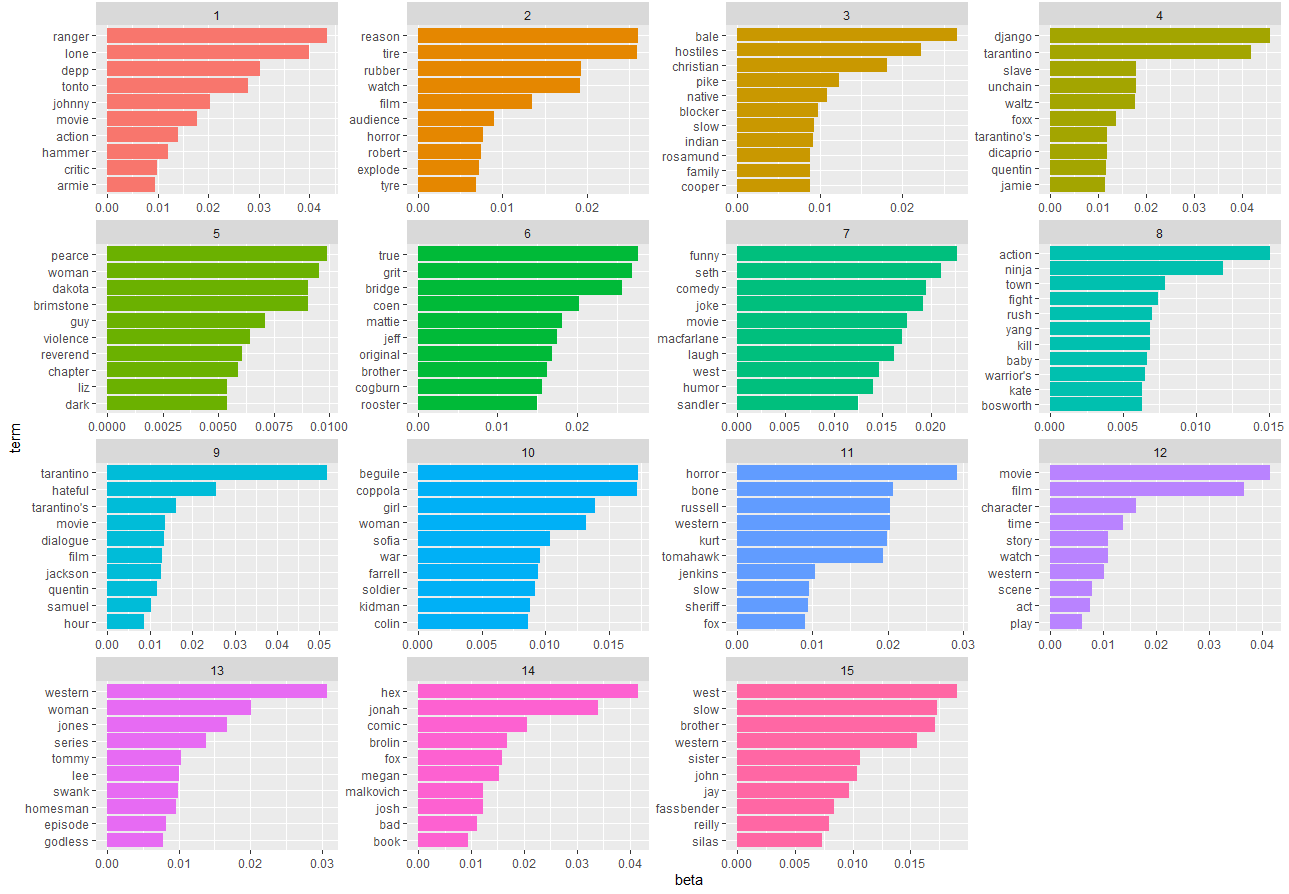 1
ranger
lone
depp
tonto
johnny
movie
action
hammer
critic
armie
0.00 0.01 0.02 0.03 0.04
2
reason
tire
rubber
watch
film
audience
horror
robert
explode
tyre
0.00 0.02
3
bale
hostiles
christian
pike
native
blocker
slow
indian
rosamund
family
cooper
0.00 0.01 0.02
4
django
tarantino
slave
unchain
waltz
foxx
tarantino's
dicaprio
quentin
jamie
0.00 0.01 0.02 0.03 0.04
5
pearce
woman
dakota
brimstone
guy
violence
reverend
chapter
liz
dark
0.0000 0.0025 0.0050 0.0075 0.0100
6
true
grit
bridge
coen
mattie
jeff
original
brother
cogburn
rooster
0.00 0.01 0.02
7
funny
seth
comedy
joke
movie
macfarlane
laugh
west
humor
sandler
0.000 0.005 0.010 0.015 0.020
8
action
ninja
town
fight
rush
yang
kill
baby
warrior's
kate
bosworth
0.000 0.005 0.010 0.015
term
9
tarantino
hateful
tarantino's
movie
dialogue
film
jackson
quentin
samuel
hour
0.00 0.01 0.02 0.03 0.04 0.05
10
beguile
coppola
girl
woman
sofia
war
farrell
soldier
kidman
colin
0.000 0.005 0.010 0.015
11
horror
bone
russell
western
kurt
tomahawk
jenkins
slow
sheriff
fox
0.00 0.01 0.02 0.03
12
movie
film
character
time
story
watch
western
scene
act
play
0.00 0.01 0.02 0.03 0.04
13
western
woman
jones
series
tommy
lee
swank
homesman
episode
godless
0.00 0.01 0.02 0.03
14
hex
jonah
comic
brolin
fox
megan
malkovich
josh
bad
book
0.00 0.01 0.02 0.03 0.04
15
west
slow
brother
western
sister
john
jay
fassbender
reilly
silas
0.000 0.005 0.010 0.015
beta